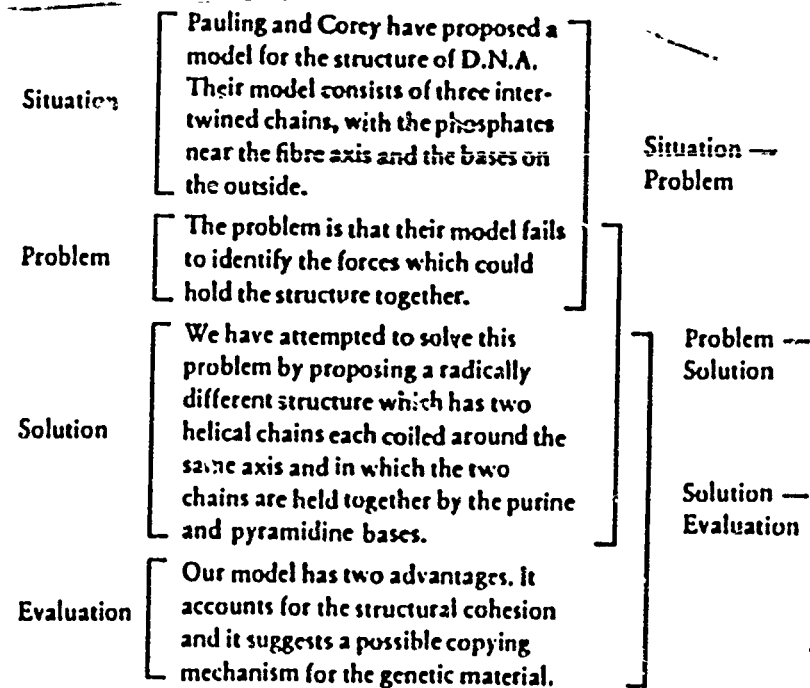 Situation
Pauling and Corey have proposed a
model for the structure of D.N.A.
Their model consists of three inter-
twined chains, with the phosphates
near the fibre axis and the bases on
the outside.
Situation —
Problem
Problem
The problem is that their model fails
to identify the forces which could
hold the structure together.
Solution
We have attempted to solve this
problem by proposing a radically
different structure which has two
helical chains each coiled around the
same axis and in which the two
chains are held together by the purine
and pyramidine bases.
Problem —
Solution
Solution —
Evaluation
Evaluation
Our model has two advantages. It
accounts for the structural cohesion
and it suggests a possible copying
mechanism for the genetic material.